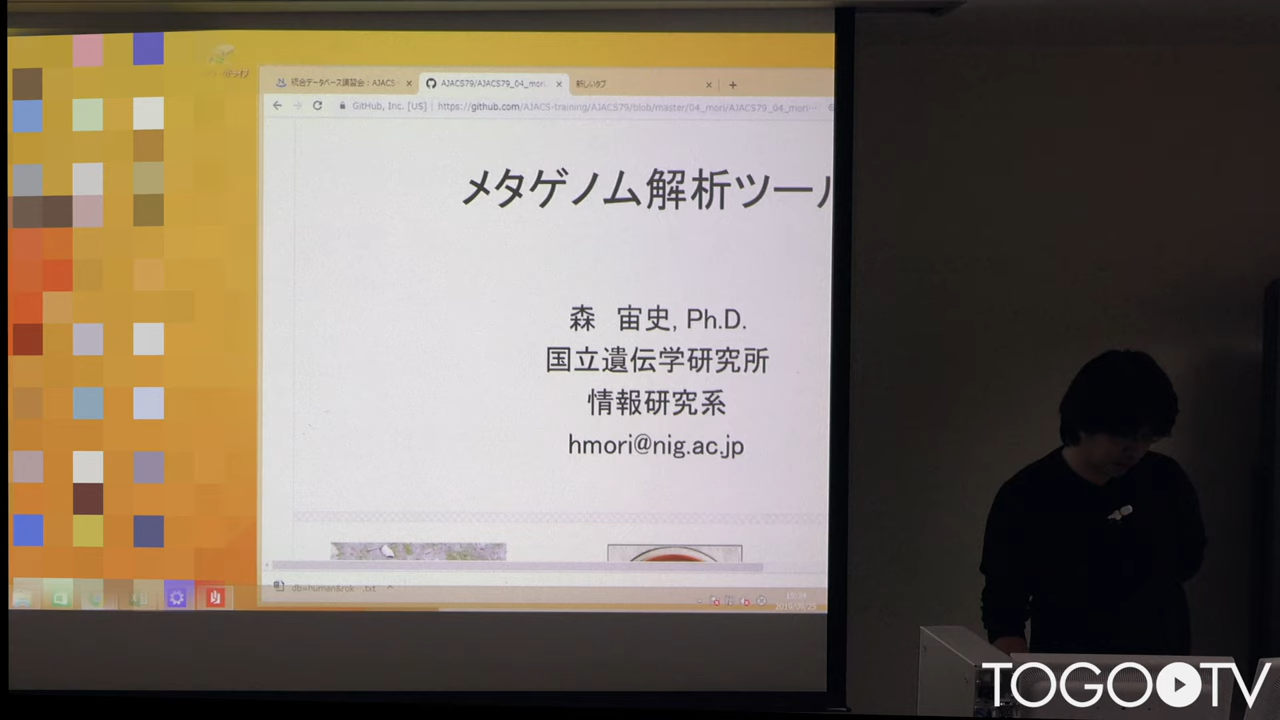 統合データベース講習会：AJACS
AJACS79/AJACS79_04_mori
新しいタブ
GitHub, Inc. [US] | https://github.com/AJACS-training/AJACS79/blob/master/04_mori/AJACS79_04_mori
メタゲノム解析ツール
森 宙史, Ph.D.
国立遺伝学研究所
情報研究系
hmori@nig.ac.jp
2019/09/25
TOGOTV